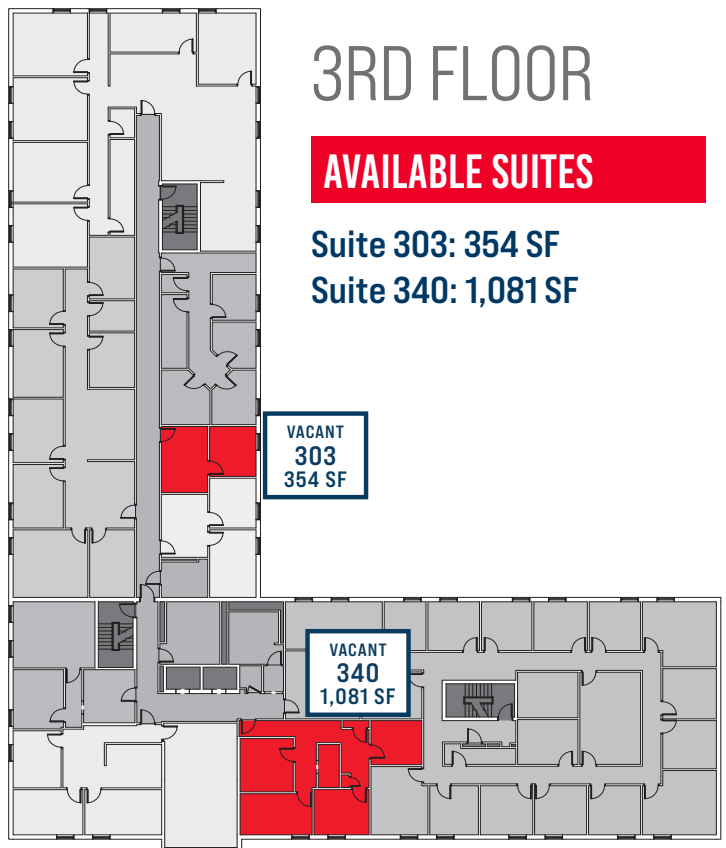 3RD FLOOR
AVAILABLE SUITES
Suite 303: 354 SF
Suite 340: 1,081 SF
VACANT
303
354 SF
VACANT
340
1,081 SF